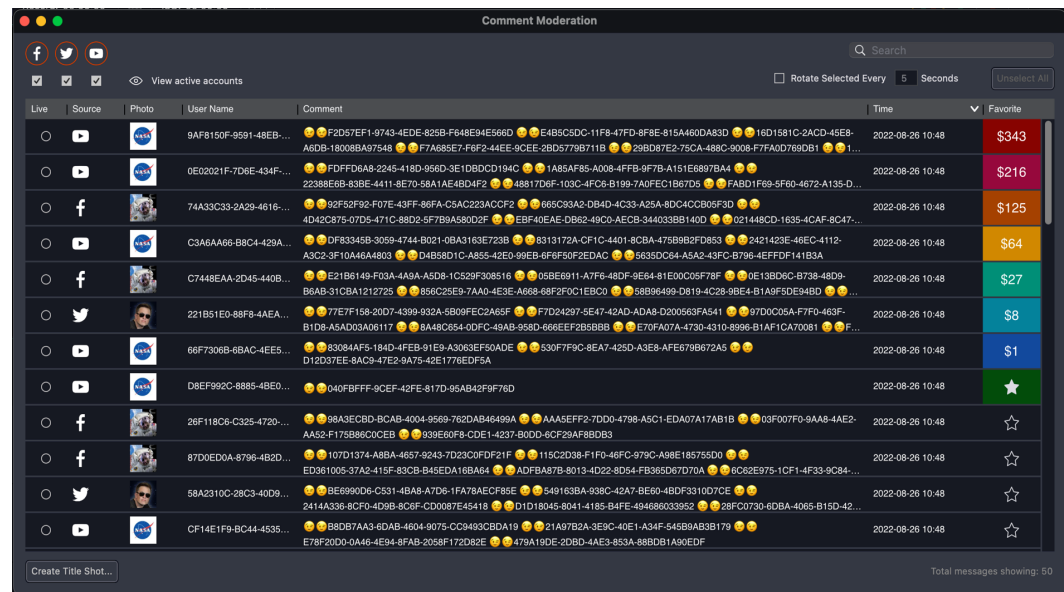 Comment Moderation
Search
View active accounts
Rotate Selected Every 5 Seconds
Unselect All
Live Source Photo User Name Comment Time Favorite
9AF8150F-9591-48EB-... 😉😉F2D57EF1-9743-4EDE-825B-F648E94E566D 😉😉E4B5C5DC-11F8-47FD-8F8E-815A460DA83D 😉😉16D1581C-2ACD-45E8- 2022-08-26 10:48 $343
A6DB-18008BA97548 😉😉F7A685E7-F6F2-44EE-9CEE-2BD5779B711B 😉😉29BD87E2-75CA-488C-9008-F7FA0D769DB1 😉😉1...
0E02021F-7D6E-434F-... 😉😉FDFFD6A8-2245-418D-956D-3E1DBDCD194C 😉😉1A85AF85-A008-4FFB-9F7B-A151E6897BA4 😉😉 2022-08-26 10:48 $216
22388E6B-83BE-4411-8E70-58A1AE4BD4F2 😉😉48817D6F-103C-4FC6-B199-7A0FEC1B67D5 😉😉FABD1F69-5F60-4672-A135-D...
74A33C33-2A29-4616-... 😉😉92F52F92-F07E-43FF-86FA-C5AC223ACCF2 😉😉665C93A2-DB4D-4C33-A25A-8DC4CCB05F3D 😉😉 2022-08-26 10:48 $125
4D42C875-07D5-471C-88D2-5F7B9A580D2F 😉😉EBF40EAE-DB62-49C0-AECB-344033BB140D 😉😉021448CD-1635-4CAF-8C47-...
C3A6AA66-B8C4-429A... 😉😉DF83345B-3059-4744-B021-0BA3163E723B 😉😉8313172A-CF1C-4401-8CBA-475B9B2FD853 😉😉2421423E-46EC-4112- 2022-08-26 10:48 $64
A3C2-3F10A46A4803 😉😉D4B58D1C-A855-42E0-99EB-6F6F50F2EDAC 😉😉5635DC64-A5A2-43FC-B796-4EFFDF141B3A
C7448EAA-2D45-440B... 😉😉E21B6149-F03A-4A9A-A5D8-1C529F308516 😉😉05BE6911-A7F6-48DF-9E64-81E00C05F78F 😉😉0E13BD6C-B738-48D9- 2022-08-26 10:48 $27
B6AB-31CBA1212725 😉😉856C25E9-7AA0-4E3E-A668-68F2F0C1EBC0 😉😉58B96499-D819-4C28-9BE4-B1A9F5DE94BD 😉😉...
221B51E0-88F8-4AEA... 😉😉77E7F158-20D7-4399-932A-5B09FEC2A65F 😉😉F7D24297-5E47-42AD-ADA8-D200563FA541 😉😉97D0C05A-F7F0-463F- 2022-08-26 10:48 $8
B1D8-A5AD03A06117 😉😉8A48C654-0DFC-49AB-958D-666EEF2B5BBB 😉😉E70FA07A-4730-4310-8996-B1AF1CA70081 😉😉F...
66F7306B-6BAC-4EE5... 😉😉83084AF5-184D-4FEB-91E9-A3063EF50ADE 😉😉530F7F9C-8EA7-425D-A3E8-AFE679B672A5 😉😉 2022-08-26 10:48 $1
D12D37EE-8AC9-47E2-9A75-42E1776EDF5A
D8EF992C-8885-4BE0... 😉😉040FBFFF-9CEF-42FE-817D-95AB42F9F76D 2022-08-26 10:48
26F118C6-C325-4720-... 😉😉98A3ECBD-BCAB-4004-9569-762DAB46499A 😉😉AAA5EFF2-7DD0-4798-A5C1-EDA07A17AB1B 😉😉03F007F0-9AA8-4AE2- 2022-08-26 10:48
AA52-F175B86C0CEB 😉😉939E60F8-CDE1-4237-B0DD-6CF29AF8BDB3
87D0ED0A-8796-4B2D... 😉😉107D1374-A8BA-4657-9243-7D23C0FDF21F 😉😉115C2D38-F1F0-46FC-979C-A98E185755D0 😉😉 2022-08-26 10:48
ED361005-37A2-415F-83CB-B45EDA16BA64 😉😉ADFBA87B-8013-4D22-8D54-FB365D67D70A 😉😉6C62E975-1CF1-4F33-9C84-...
58A2310C-28C3-40D9... 😉😉BE6990D6-C531-4BA8-A7D6-1FA78AECF85E 😉😉549163BA-938C-42A7-BE60-4BDF3310D7CE 😉😉 2022-08-26 10:48
2414A336-8CF0-4D9B-8C6F-CD0087E45418 😉😉D1D18045-8041-4185-B4FE-494686033952 😉😉28FC0730-6DBA-4065-B15D-42...
CF14E1F9-BC44-4535... 😉😉B8DB7AA3-6DAB-4604-9075-CC9493CBDA19 😉😉21A97B2A-3E9C-40E1-A34F-545B9AB3B179 😉😉 2022-08-26 10:48
E78F20D0-0A46-4E94-8FAB-2058F172D82E 😉😉479A19DE-2DBD-4AE3-853A-88BDB1A90EDF
Create Title Shot...
Total messages showing: 50